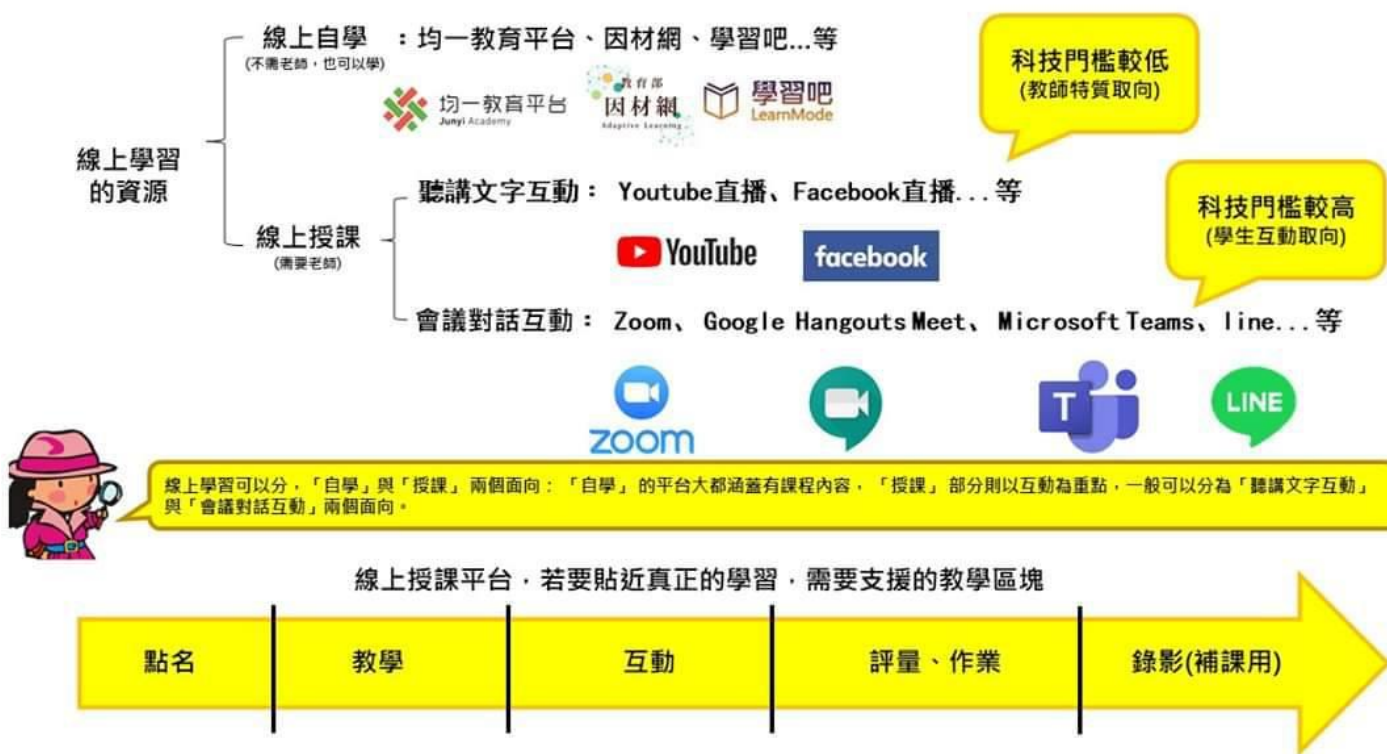 線上自學 : 均一教育平台、因材網、學習吧...等
(不需老師,也可以學)
均一教育平台
Junyi Academy
教育部
因材網
Adaptive Learning
學習吧
LearnMode
科技門檻較低
(教師特質取向)
線上學習
的資源
聽講文字互動: Youtube直播、Facebook直播...等
線上授課
(需要老師)
YouTube
facebook
科技門檻較高
(學生互動取向)
會議對話互動: Zoom、Google Hangouts Meet、Microsoft Teams、line...等
zoom
T
LINE
線上學習可以分,「自學」與「授課」兩個面向:「自學」的平台大都涵蓋有課程內容,「授課」部分則以互動為重點,一般可以分為「聽講文字互動」
與「會議對話互動」兩個面向。
線上授課平台,若要貼近真正的學習,需要支援的教學區塊
點名 教學 互動 評量、作業 錄影(補課用)